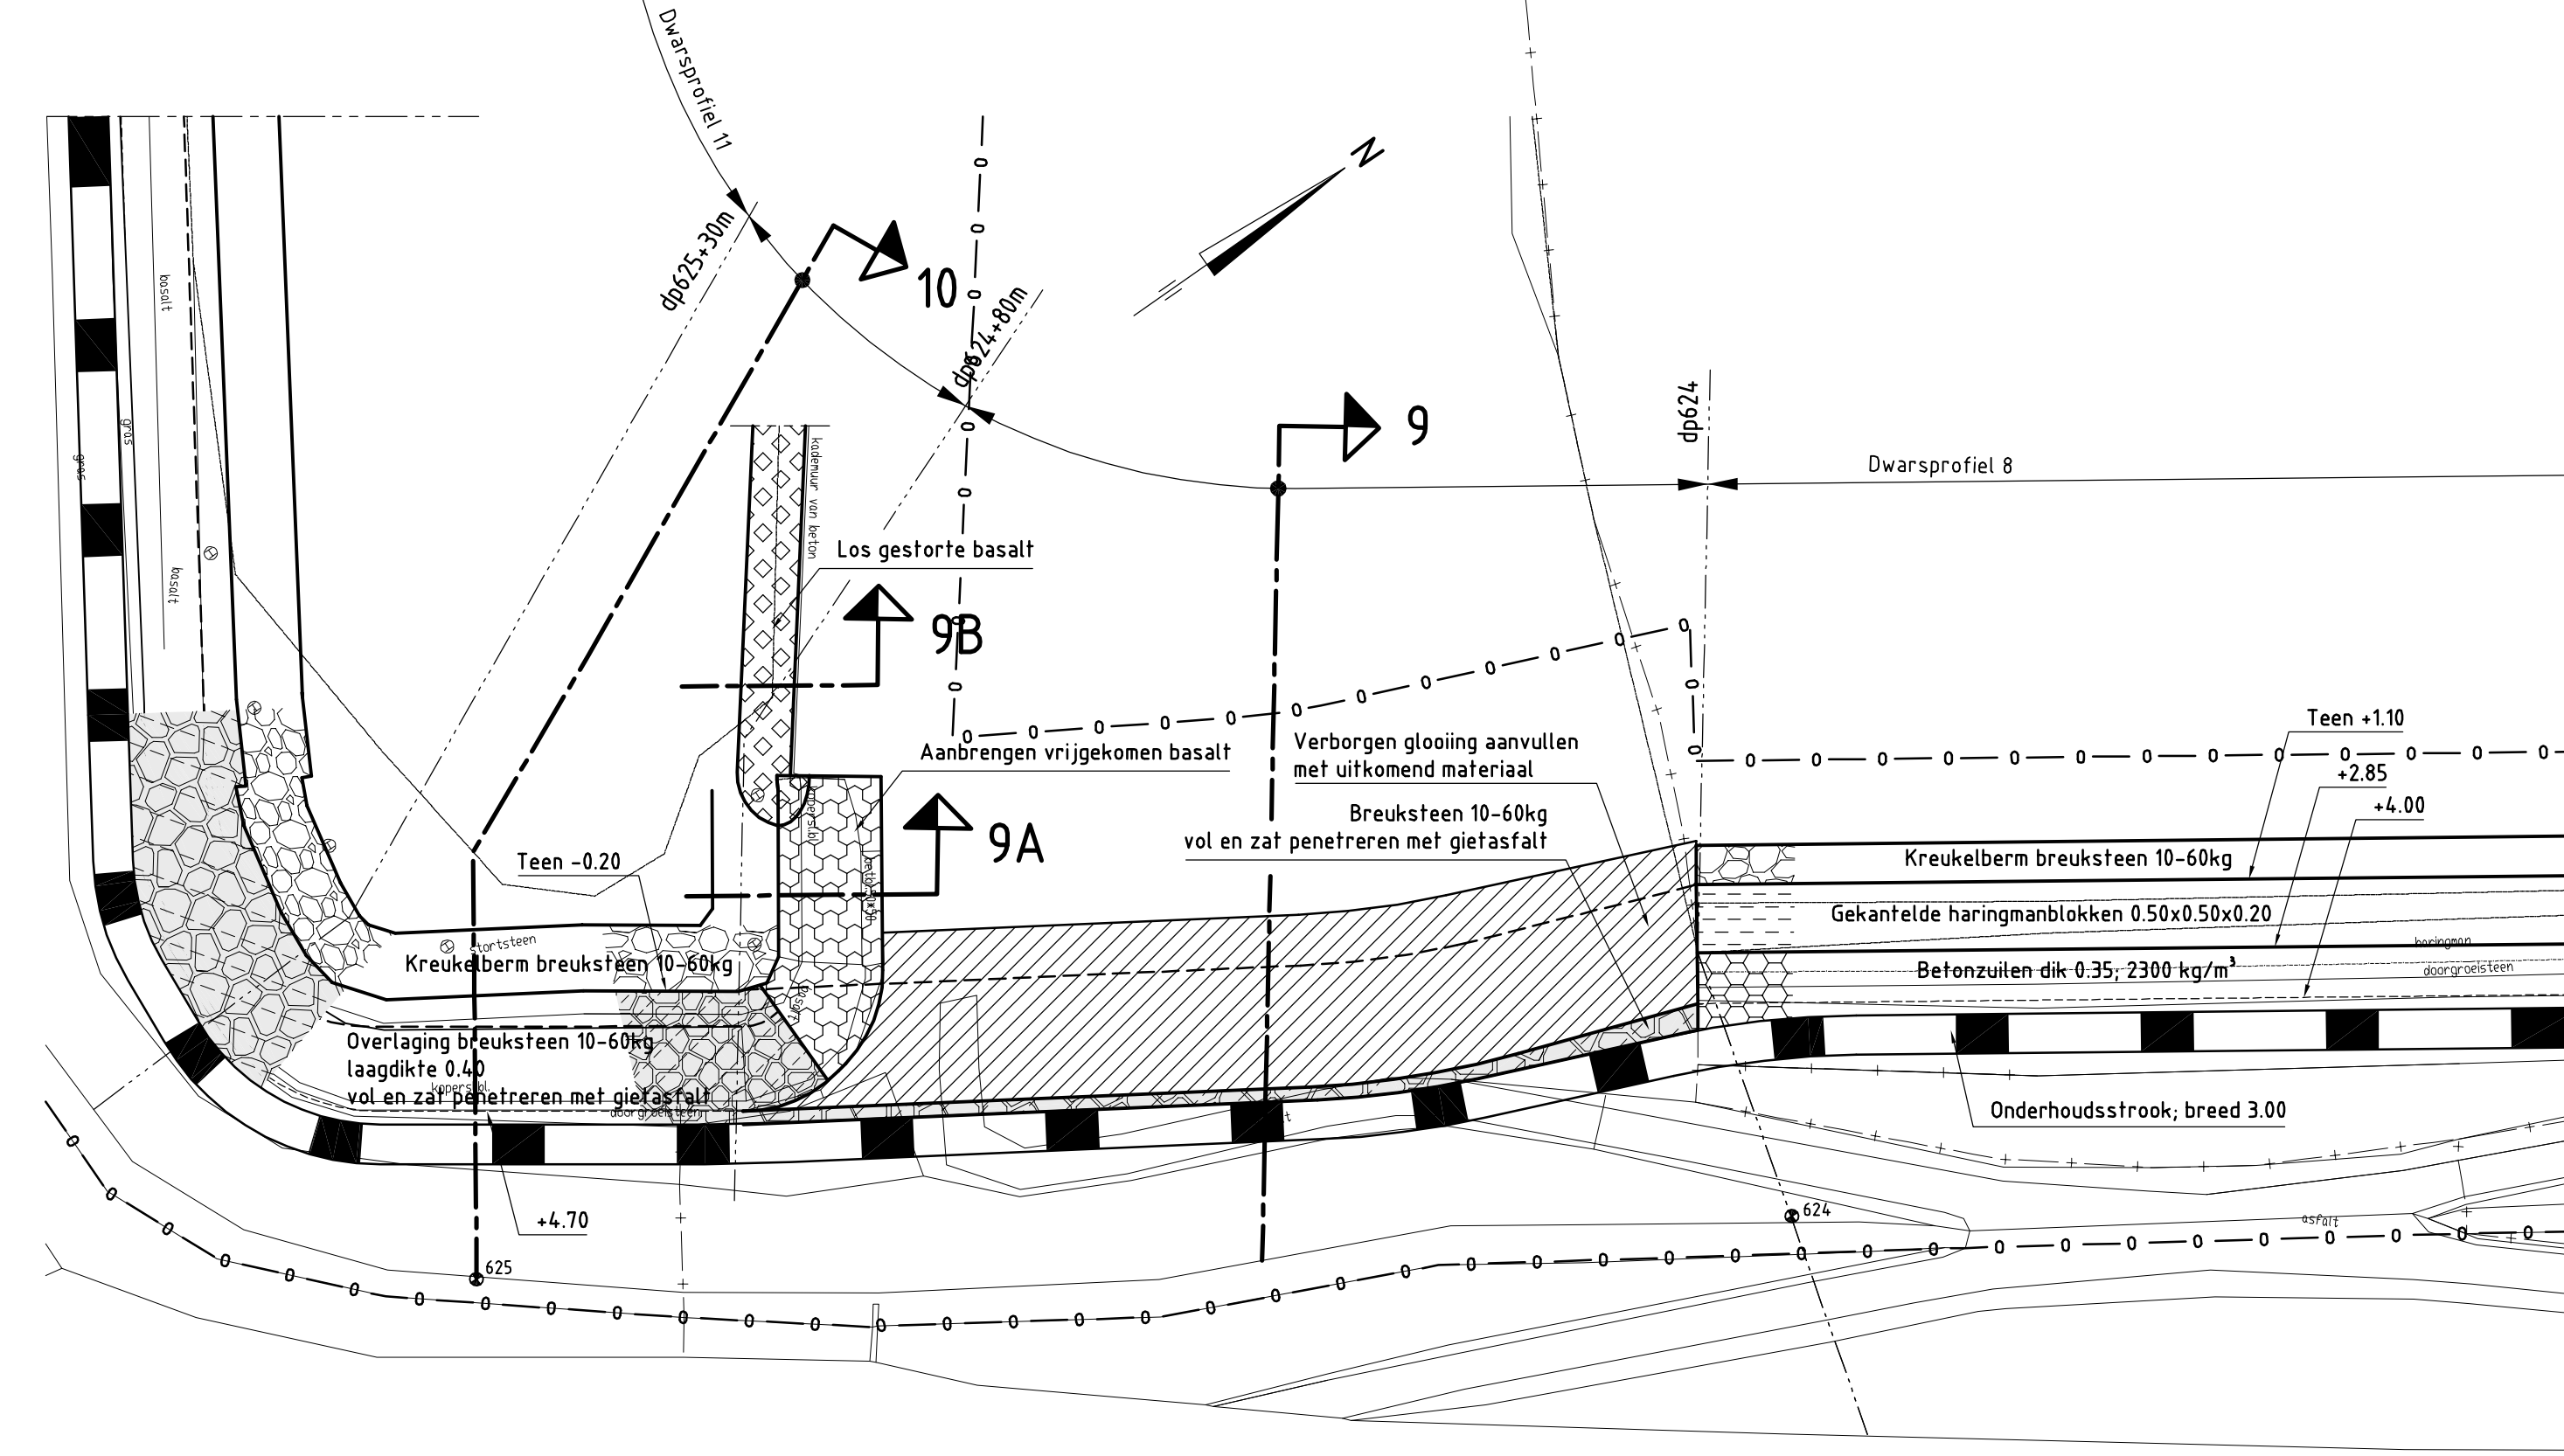 Dwarsprofiel 11
N
dp625+30m
10
dp624+80m
9
dp624
Dwarsprofiel 8
basalt
gras
gras
basalt
kademuur van beton
Los gestorte basalt
9B
Aanbrengen vrijgekomen basalt
Verborgen glooiing aanvullen
met uitkomend materiaal
Breuksteen 10-60kg
vol en zat penetreren met gietasfalt
Teen +1.10
+2.85
+4.00
9A
Teen -0.20
Kreukelberm breuksteen 10-60kg
Gekantelde haringmanblokken 0.50x0.50x0.20
haringman
Betonzuilen dik 0.35; 2300 kg/m³
doorgroeisteen
stortsteen
Kreukelberm breuksteen 10-60kg
basalt
Overlaging breuksteen 10-60kg
laagdikte 0.40
kopersl.bl.
vol en zat penetreren met gietasfalt
doorgroeisteen
Onderhoudsstrook; breed 3.00
+4.70
624
asfalt
625